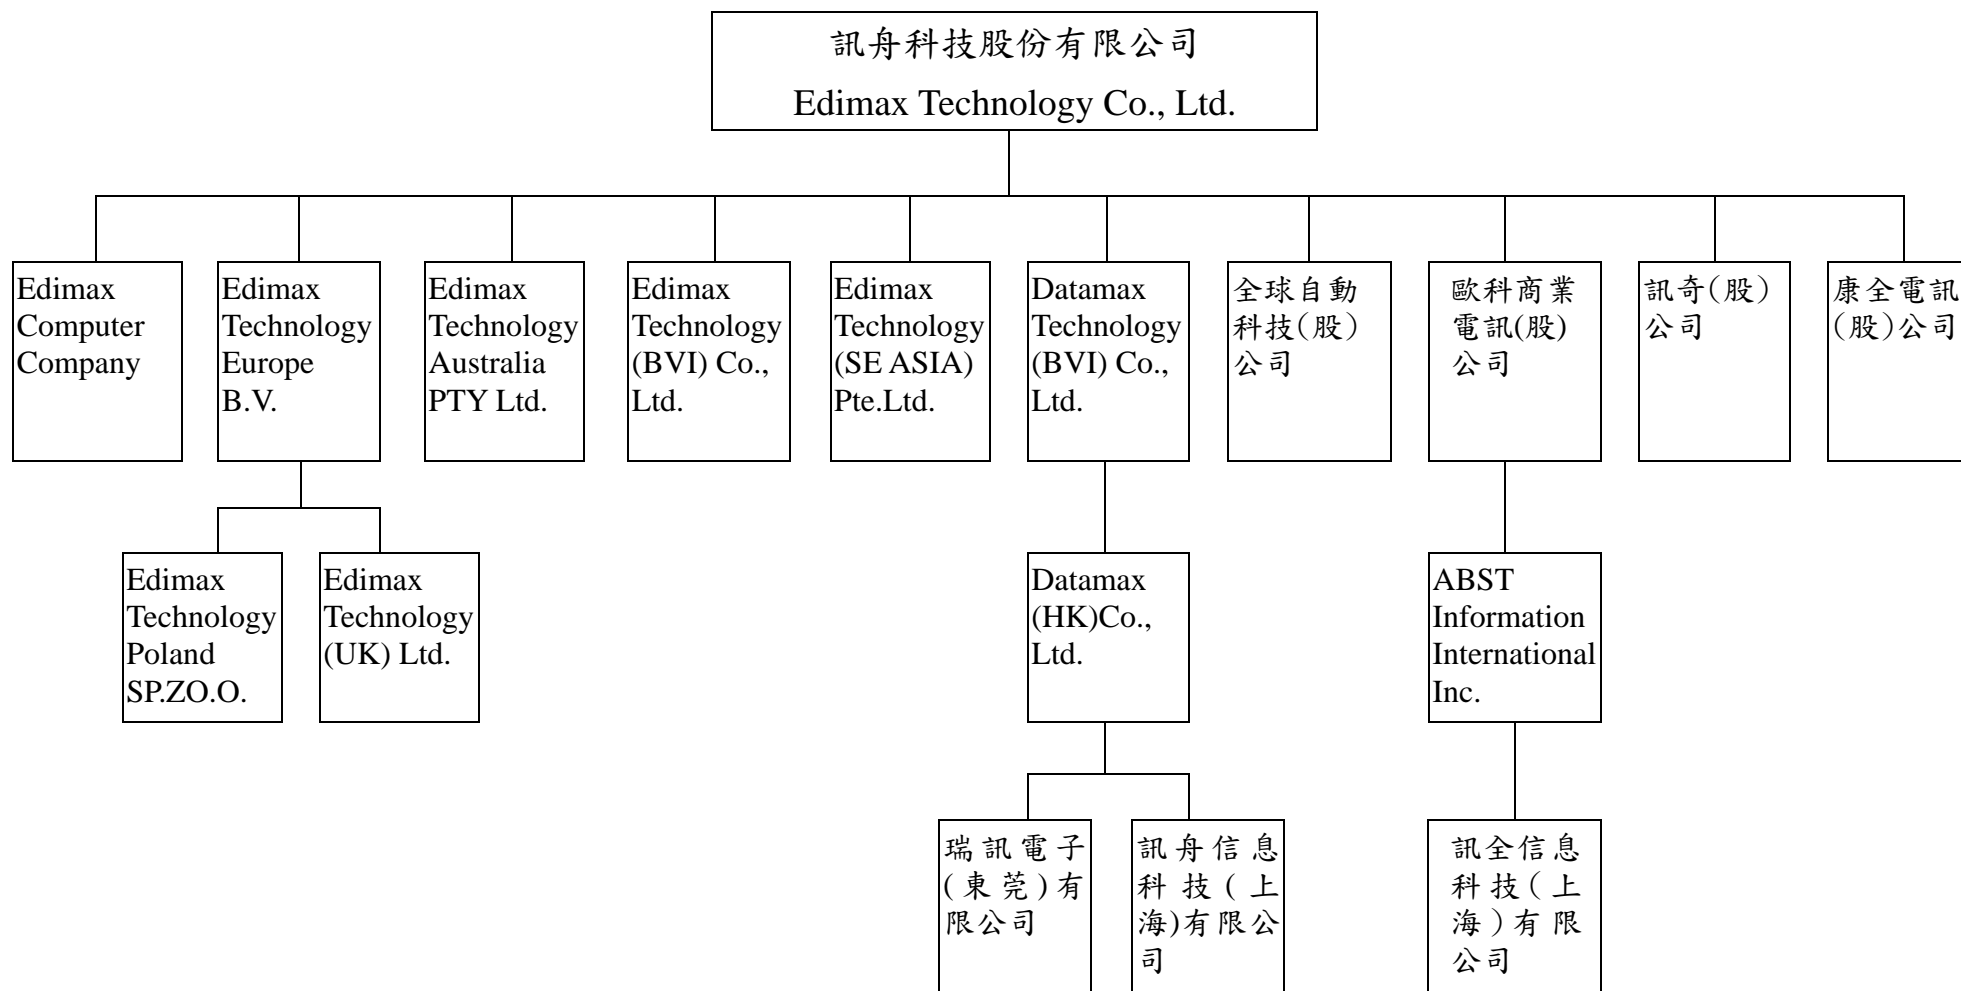 訊舟科技股份有限公司
Edimax Technology Co., Ltd.
Edimax
Computer
Company
Edimax
Technology
Europe
B.V.
Edimax
Technology
Australia
PTY Ltd.
Edimax
Technology
(BVI) Co.,
Ltd.
Edimax
Technology
(SE ASIA)
Pte.Ltd.
Datamax
Technology
(BVI) Co.,
Ltd.
全球自動
科技(股)
公司
歐科商業
電訊(股)
公司
訊奇(股)
公司
康全電訊
(股)公司
Edimax
Technology
Poland
SP.ZO.O.
Edimax
Technology
(UK) Ltd.
Datamax
(HK)Co.,
Ltd.
ABST
Information
International
Inc.
瑞訊電子
(東莞)有
限公司
訊舟信息
科技(上
海)有限公
司
訊全信息
科技(上
海)有限
公司